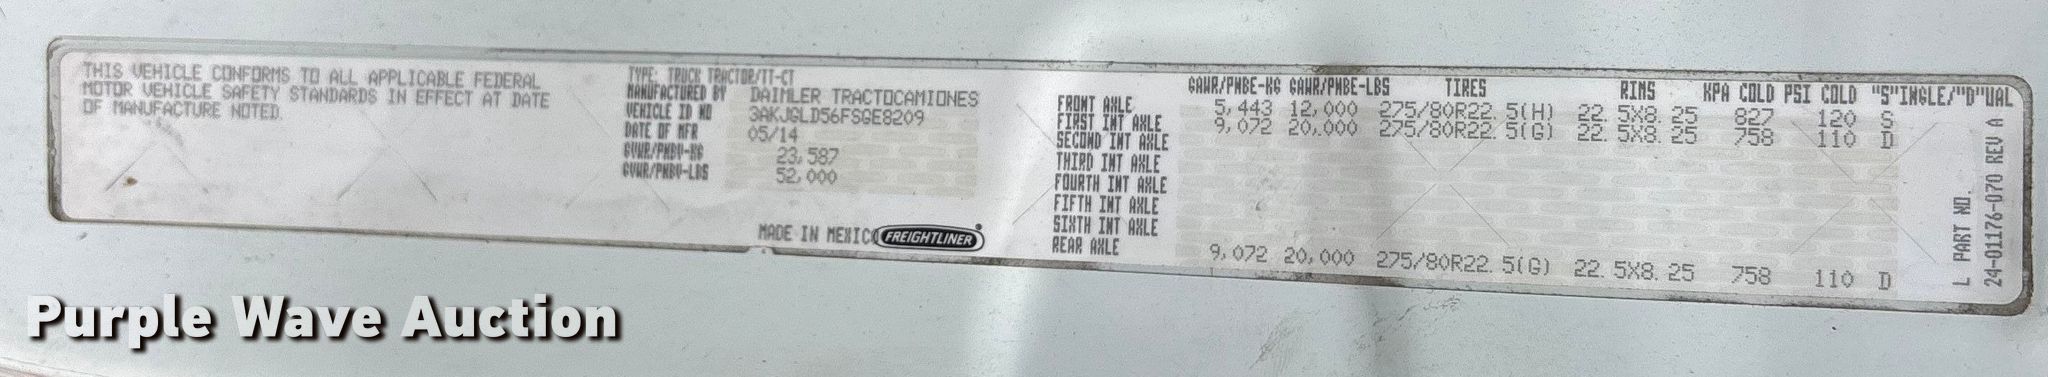 THIS VEHICLE CONFORMS TO ALL APPLICABLE FEDERAL
MOTOR VEHICLE SAFETY STANDARDS IN EFFECT AT DATE
OF MANUFACTURE NOTED.
TYPE: TRUCK TRACTOR/TT-CT
MANUFACTURED BY DAIMLER TRACTOCAMIONES
VEHICLE ID NO 3AKJGLD56FSGE8209
DATE OF MFR 05/14
GVWR/PNBV-KG 23,587
GVWR/PNBV-LBS 52,000
MADE IN MEXICO FREIGHTLINER
GAWR/PNBE-KG GAWR/PNBE-LBS TIRES RIMS KPA COLD PSI COLD "S"INGLE/"D"UAL
FRONT AXLE 5,443 12,000 275/80R22.5(H) 22.5X8.25 827 120 S
FIRST INT AXLE 9,072 20,000 275/80R22.5(G) 22.5X8.25 758 110 D
SECOND INT AXLE
THIRD INT AXLE
FOURTH INT AXLE
FIFTH INT AXLE
SIXTH INT AXLE
REAR AXLE 9,072 20,000 275/80R22.5(G) 22.5X8.25 758 110 D
L PART NO.
24-01176-070 REV A
Purple Wave Auction